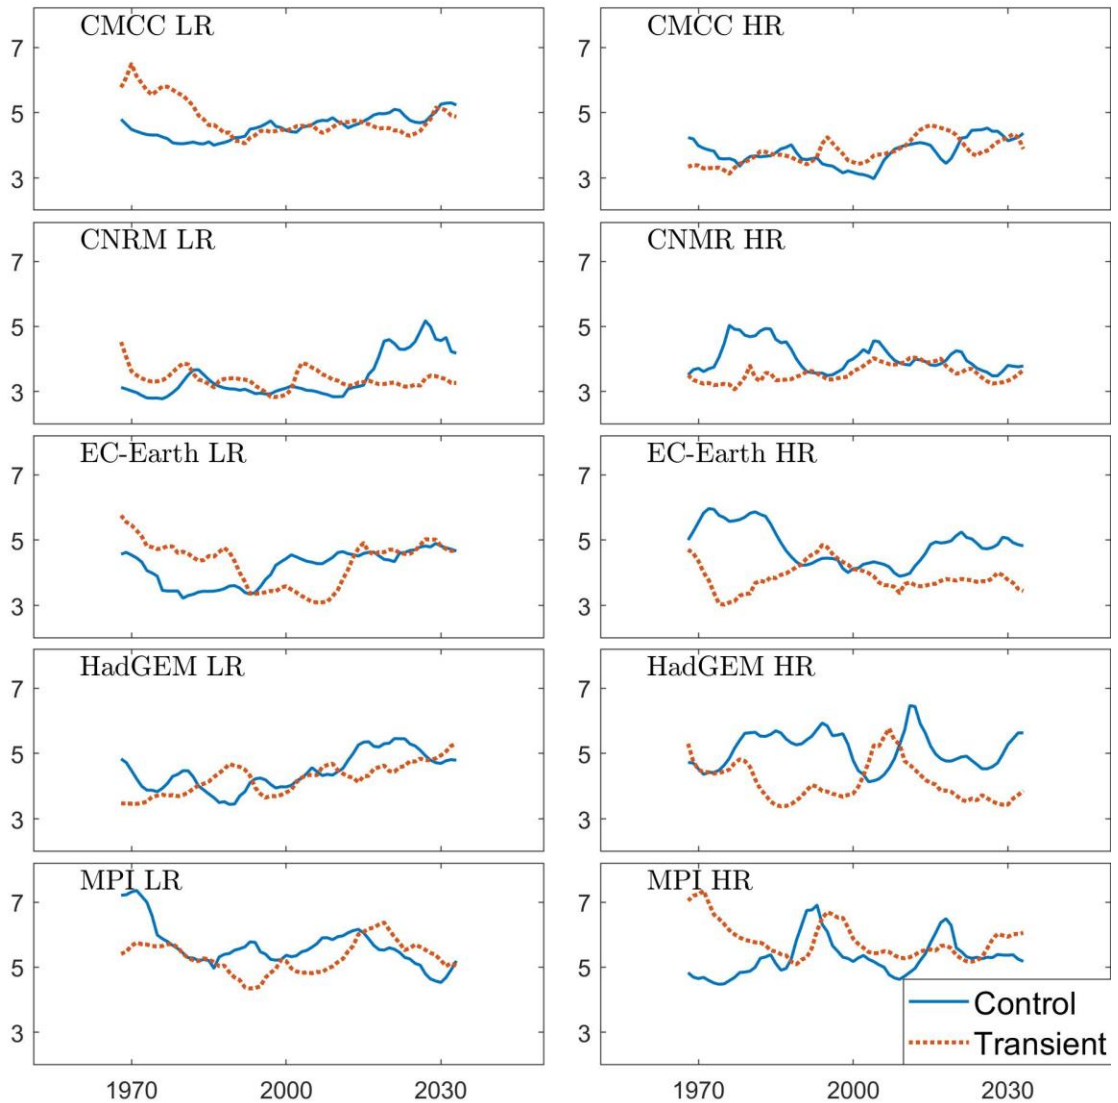 CMCC LR
7
5
3
CMCC HR
7
5
3
CNRM LR
7
5
3
CNMR HR
7
5
3
EC-Earth LR
7
5
3
EC-Earth HR
7
5
3
HadGEM LR
7
5
3
HadGEM HR
7
5
3
MPI LR
7
5
3
1970 2000 2030
MPI HR
7
5
3
Control
Transient
1970 2000 2030